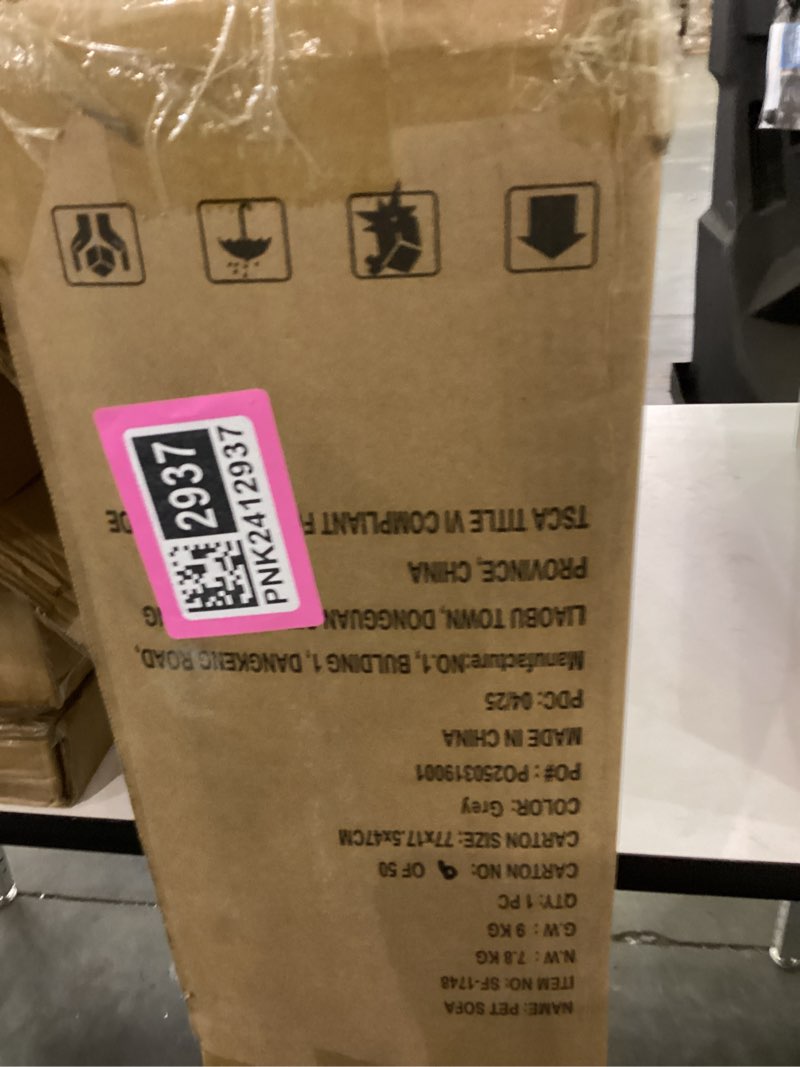 NAME: PET SOFA
ITEM NO: SF-1748
N.W : 7.8 KG
G.W : 9 KG
QTY: 1 PC
CARTON NO: 9 OF 50
CARTON SIZE: 77x17.5x47CM
COLOR: Grey
PO# : PO250319001
MADE IN CHINA
PDC: 04/25
Manufacture:NO.1, BULDING 1, DANGKENG ROAD,
LIAOBU TOWN, DONGGUAN
PROVINCE, CHINA
TSCA TITLE VI COMPLIANT
2937
PNK2412937